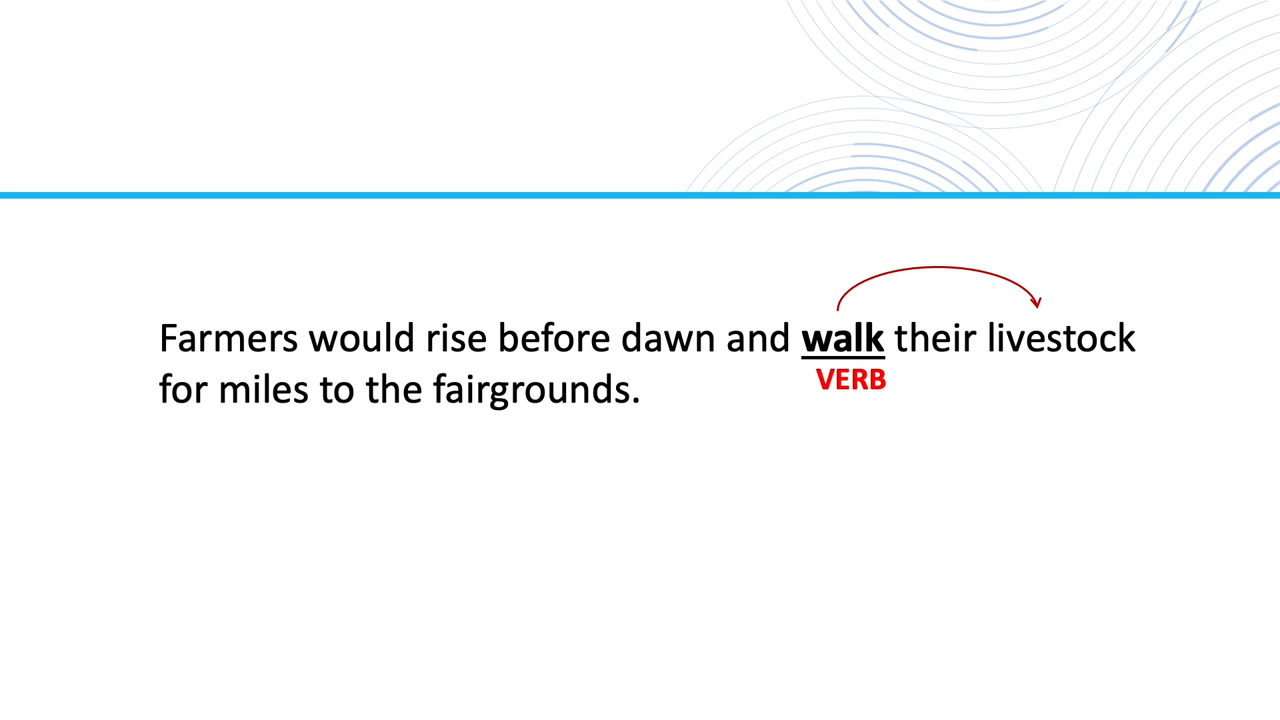 Farmers would rise before dawn and walk their livestock
VERB
for miles to the fairgrounds.